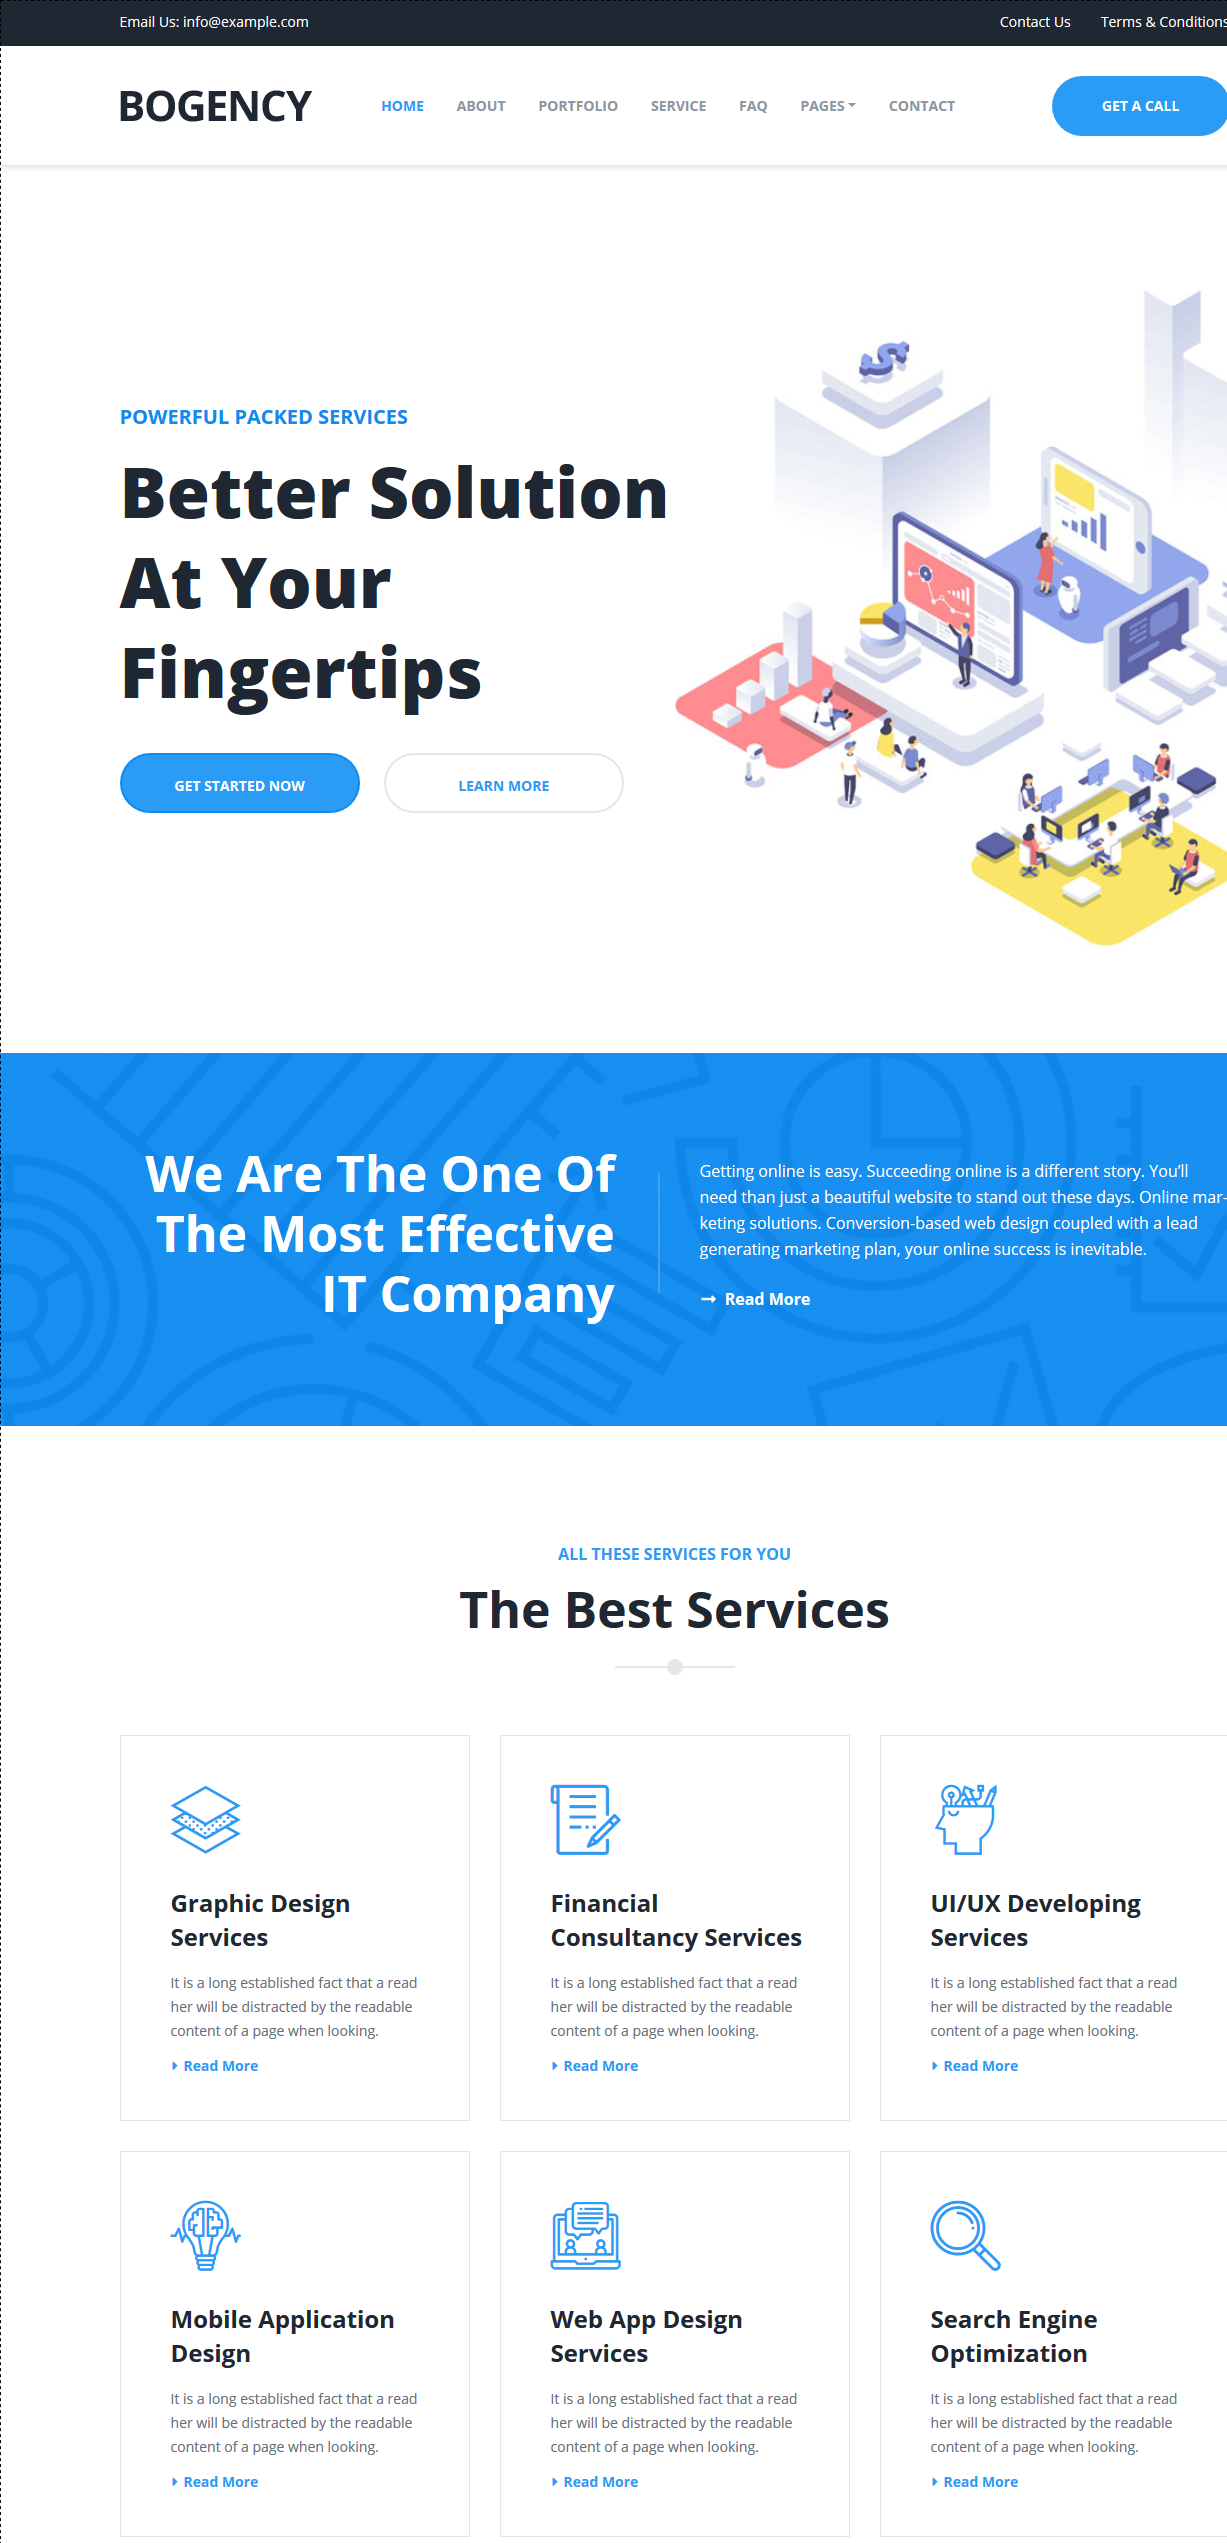 Email Us: info@example.com
Contact Us
Terms & Conditions
BOGENCY
HOME
ABOUT
PORTFOLIO
SERVICE
FAQ
PAGES
CONTACT
GET A CALL
POWERFUL PACKED SERVICES
Better Solution
At Your
Fingertips
GET STARTED NOW
LEARN MORE
We Are The One Of
The Most Effective
IT Company
Getting online is easy. Succeeding online is a different story. You'll
need than just a beautiful website to stand out these days. Online mar-
keting solutions. Conversion-based web design coupled with a lead
generating marketing plan, your online success is inevitable.
Read More
ALL THESE SERVICES FOR YOU
The Best Services
Graphic Design
Services
It is a long established fact that a read
her will be distracted by the readable
content of a page when looking.
Read More
Financial
Consultancy Services
It is a long established fact that a read
her will be distracted by the readable
content of a page when looking.
Read More
UI/UX Developing
Services
It is a long established fact that a read
her will be distracted by the readable
content of a page when looking.
Read More
Mobile Application
Design
It is a long established fact that a read
her will be distracted by the readable
content of a page when looking.
Read More
Web App Design
Services
It is a long established fact that a read
her will be distracted by the readable
content of a page when looking.
Read More
Search Engine
Optimization
It is a long established fact that a read
her will be distracted by the readable
content of a page when looking.
Read More